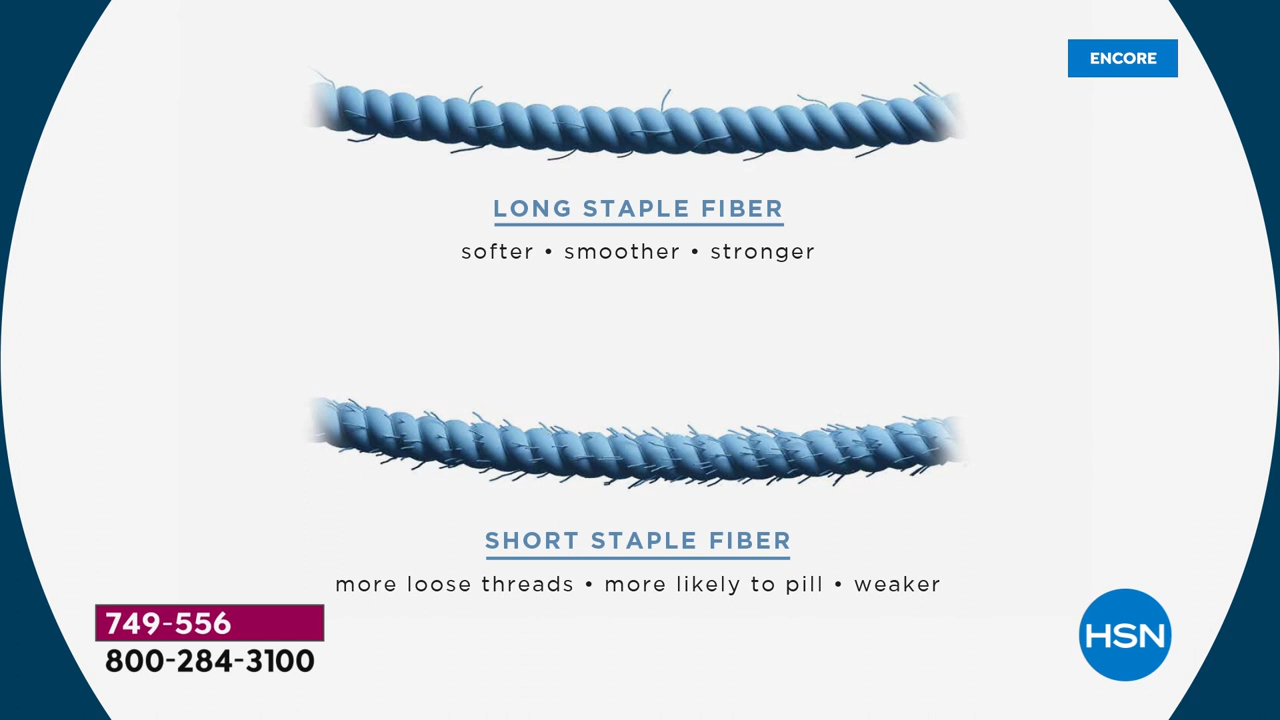 ENCORE
LONG STAPLE FIBER
softer • smoother • stronger
SHORT STAPLE FIBER
more loose threads • more likely to pill • weaker
749-556
800-284-3100
HSN